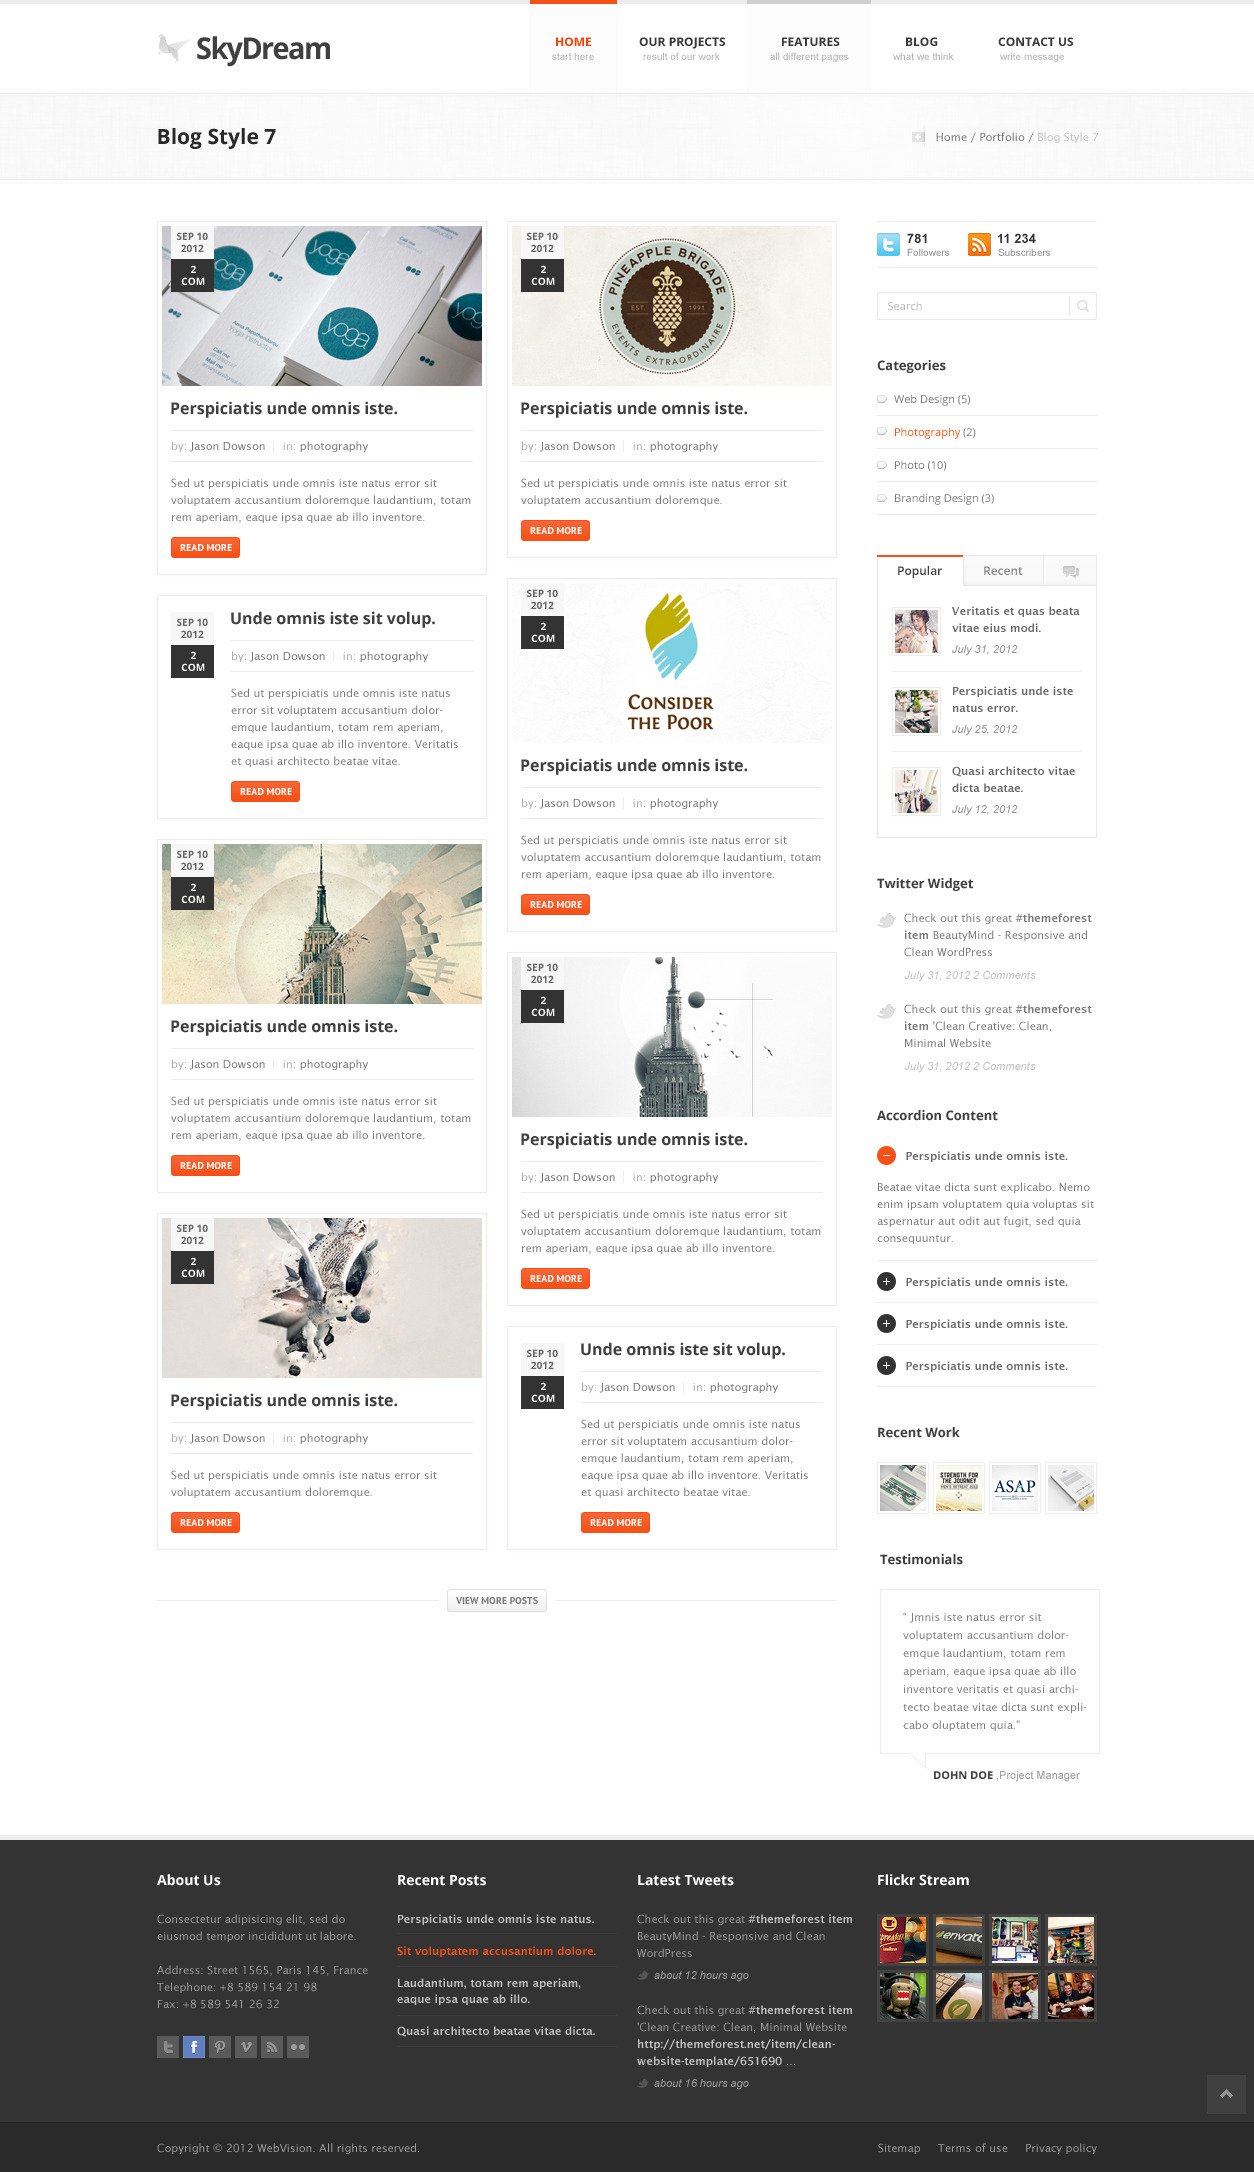 SkyDream
HOME
start here
OUR PROJECTS
result of our work
FEATURES
all different pages
BLOG
what we think
CONTACT US
write message
Blog Style 7
Home / Portfolio / Blog Style 7
SEP 10
2012
2
COM
yoga
yoga
yoga
Perspiciatis unde omnis iste.
by: Jason Dowson in: photography
Sed ut perspiciatis unde omnis iste natus error sit
voluptatem accusantium doloremque laudantium, totam
rem aperiam, eaque ipsa quae ab illo inventore.
READ MORE
SEP 10
2012
2
COM
Unde omnis iste sit volup.
by: Jason Dowson in: photography
Sed ut perspiciatis unde omnis iste natus
error sit voluptatem accusantium dolor-
emque laudantium, totam rem aperiam,
eaque ipsa quae ab illo inventore. Veritatis
et quasi architecto beatae vitae.
READ MORE
SEP 10
2012
2
COM
Perspiciatis unde omnis iste.
by: Jason Dowson in: photography
Sed ut perspiciatis unde omnis iste natus error sit
voluptatem accusantium doloremque laudantium, totam
rem aperiam, eaque ipsa quae ab illo inventore.
READ MORE
SEP 10
2012
2
COM
Perspiciatis unde omnis iste.
by: Jason Dowson in: photography
Sed ut perspiciatis unde omnis iste natus error sit
voluptatem accusantium doloremque.
READ MORE
SEP 10
2012
2
COM
PINEAPPLE BRIGADE
EST. 1991
EVENTS EXTRAORDINAIRE
Perspiciatis unde omnis iste.
by: Jason Dowson in: photography
Sed ut perspiciatis unde omnis iste natus error sit
voluptatem accusantium doloremque.
READ MORE
SEP 10
2012
2
COM
CONSIDER
THE POOR
Perspiciatis unde omnis iste.
by: Jason Dowson in: photography
Sed ut perspiciatis unde omnis iste natus error sit
voluptatem accusantium doloremque laudantium, totam
rem aperiam, eaque ipsa quae ab illo inventore.
READ MORE
SEP 10
2012
2
COM
Perspiciatis unde omnis iste.
by: Jason Dowson in: photography
Sed ut perspiciatis unde omnis iste natus error sit
voluptatem accusantium doloremque laudantium, totam
rem aperiam, eaque ipsa quae ab illo inventore.
READ MORE
SEP 10
2012
2
COM
Unde omnis iste sit volup.
by: Jason Dowson in: photography
Sed ut perspiciatis unde omnis iste natus
error sit voluptatem accusantium dolor-
emque laudantium, totam rem aperiam,
eaque ipsa quae ab illo inventore. Veritatis
et quasi architecto beatae vitae.
READ MORE
VIEW MORE POSTS
781
Followers
11 234
Subscribers
Search
Categories
Web Design (5)
Photography (2)
Photo (10)
Branding Design (3)
Popular
Recent
Veritatis et quas beata
vitae eius modi.
July 31, 2012
Perspiciatis unde iste
natus error.
July 25, 2012
Quasi architecto vitae
dicta beatae.
July 12, 2012
Twitter Widget
Check out this great #themeforest
item BeautyMind - Responsive and
Clean WordPress
July 31, 2012 2 Comments
Check out this great #themeforest
item 'Clean Creative: Clean,
Minimal Website
July 31, 2012 2 Comments
Accordion Content
Perspiciatis unde omnis iste.
Beatae vitae dicta sunt explicabo. Nemo
enim ipsam voluptatem quia voluptas sit
aspernatur aut odit aut fugit, sed quia
consequuntur.
Perspiciatis unde omnis iste.
Perspiciatis unde omnis iste.
Perspiciatis unde omnis iste.
Recent Work
STRENGTH FOR
THE JOURNEY
ASAP
Testimonials
" Jmnis iste natus error sit
voluptatem accusantium dolor-
emque laudantium, totam rem
aperiam, eaque ipsa quae ab illo
inventore veritatis et quasi archi-
tecto beatae vitae dicta sunt expli-
cabo oluptatem quia."
DOHN DOE ,Project Manager
About Us
Consectetur adipisicing elit, sed do
eiusmod tempor incididunt ut labore.
Address: Street 1565, Paris 145, France
Telephone: +8 589 154 21 98
Fax: +8 589 541 26 32
Recent Posts
Perspiciatis unde omnis iste natus.
Sit voluptatem accusantium dolore.
Laudantium, totam rem aperiam,
eaque ipsa quae ab illo.
Quasi architecto beatae vitae dicta.
Latest Tweets
Check out this great #themeforest item
BeautyMind - Responsive and Clean
WordPress
about 12 hours ago
Check out this great #themeforest item
'Clean Creative: Clean, Minimal Website
http://themeforest.net/item/clean-
website-template/651690 ...
about 16 hours ago
Flickr Stream
envato
Copyright © 2012 WebVision. All rights reserved.
Sitemap
Terms of use
Privacy policy